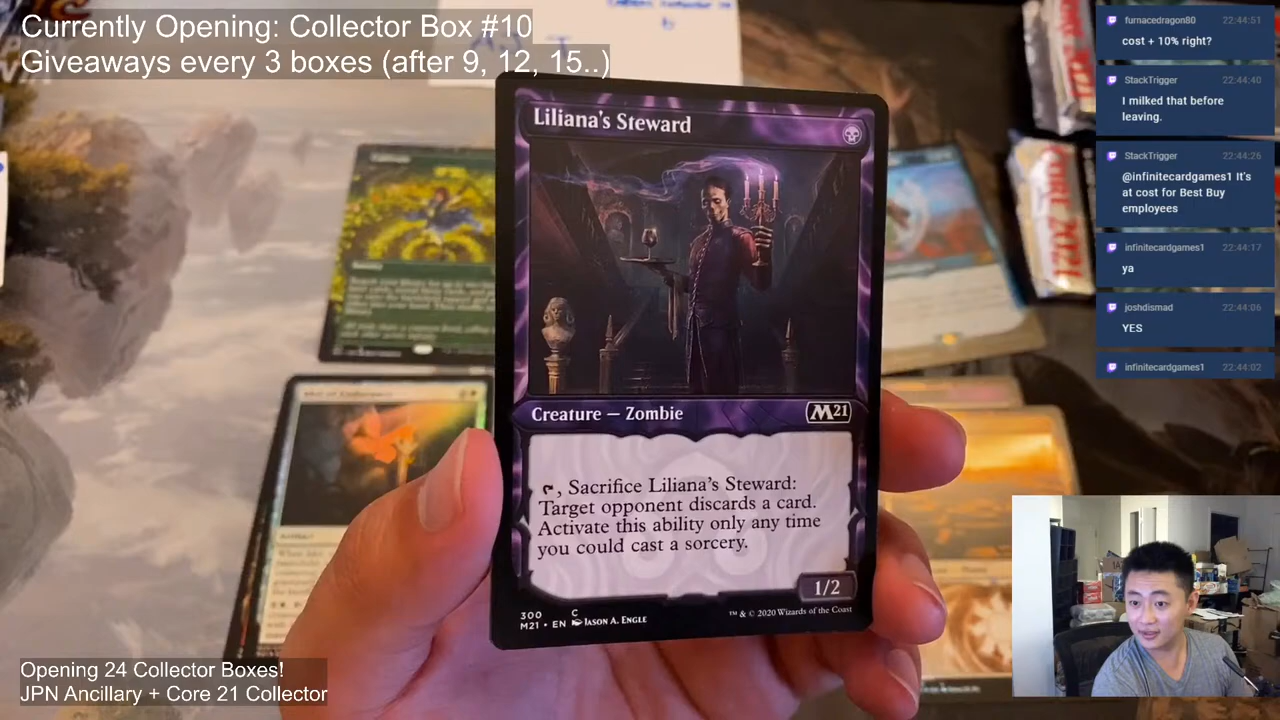 Currently Opening: Collector Box #10
Giveaways every 3 boxes (after 9, 12, 15..)
Liliana's Steward
Creature — Zombie
M21
, Sacrifice Liliana's Steward:
Target opponent discards a card.
Activate this ability only any time
you could cast a sorcery.
1/2
300 C
M21 • EN JASON A. ENGLE
™ & © 2020 Wizards of the Coast
CORE 2021
furnacedragon80 22:44:51
cost + 10% right?
StackTrigger 22:44:40
I milked that before
leaving.
StackTrigger 22:44:26
@infinitecardgames1 It's
at cost for Best Buy
employees
infinitecardgames1 22:44:17
ya
joshdismad 22:44:06
YES
infinitecardgames1 22:44:02
Opening 24 Collector Boxes!
JPN Ancillary + Core 21 Collector